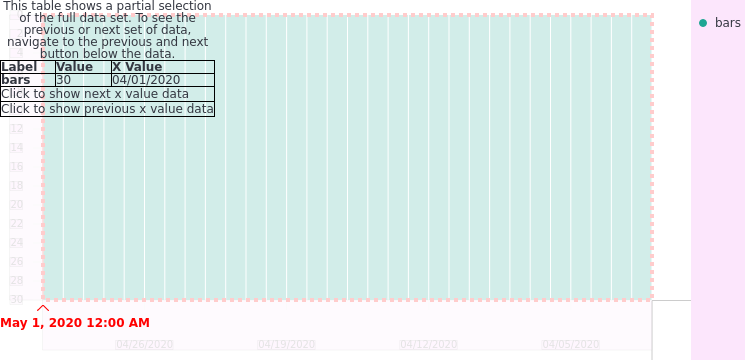 This table shows a partial selection
of the full data set. To see the
previous or next set of data,
navigate to the previous and next
button below the data.
Label Value X Value
bars 30 04/01/2020
Click to show next x value data
Click to show previous x value data
bars
12
14
16
18
20
22
24
26
28
30
May 1, 2020 12:00 AM
04/26/2020 04/19/2020 04/12/2020 04/05/2020